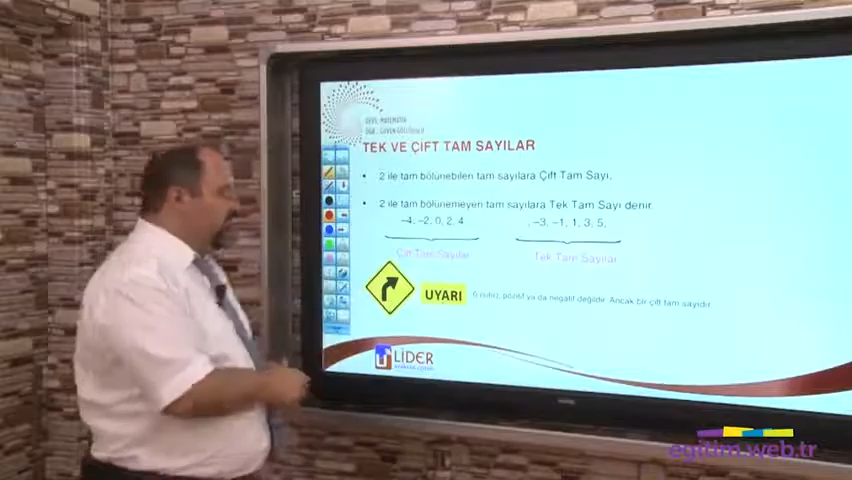 DERS: MATEMATİK
TEK VE ÇİFT TAM SAYILAR
• 2 ile tam bölünebilen tam sayılara Çift Tam Sayı,
• 2 ile tam bölünemeyen tam sayılara Tek Tam Sayı denir.
–4, –2, 0, 2, 4
, –3, –1, 1, 3, 5,
Çift Tam Sayılar
Tek Tam Sayılar
UYARI
pozitif ya da negatif değildir. Ancak bir çift tam sayıdır.
LİDER
egitim.web.tr